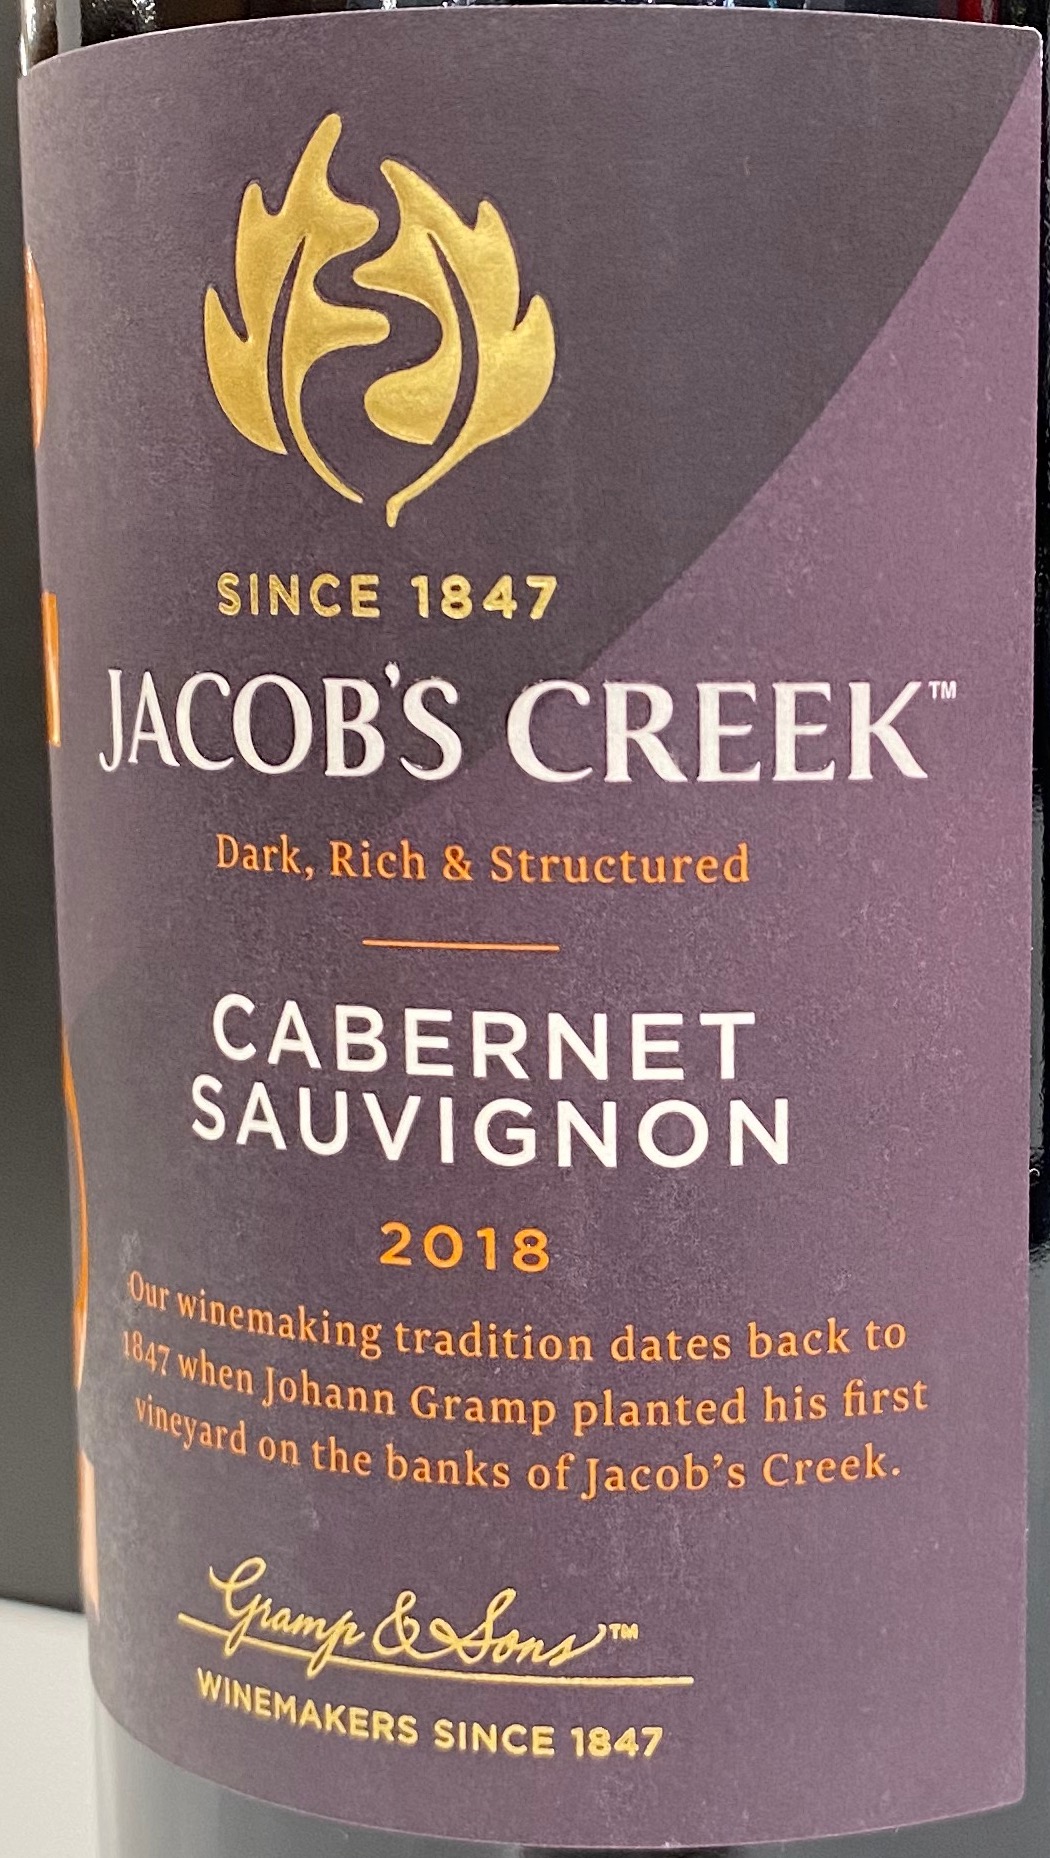 SINCE 1847
JACOB'S CREEK™
Dark, Rich & Structured
CABERNET
SAUVIGNON
2018
Our winemaking tradition dates back to
1847 when Johann Gramp planted his first
vineyard on the banks of Jacob's Creek.
Gramp & Sons™
WINEMAKERS SINCE 1847